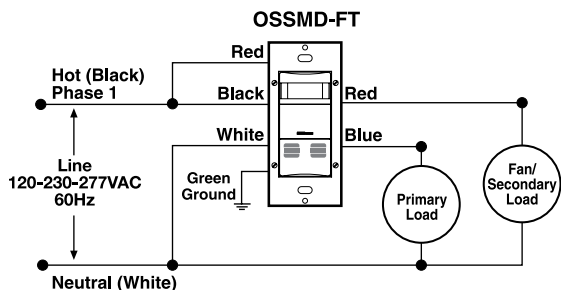 OSSMD-FT
Red
Hot (Black)
Phase 1
Black
Red
White
Blue
Line
120-230-277VAC
60Hz
Green
Ground
Primary
Load
Fan/
Secondary
Load
Neutral (White)